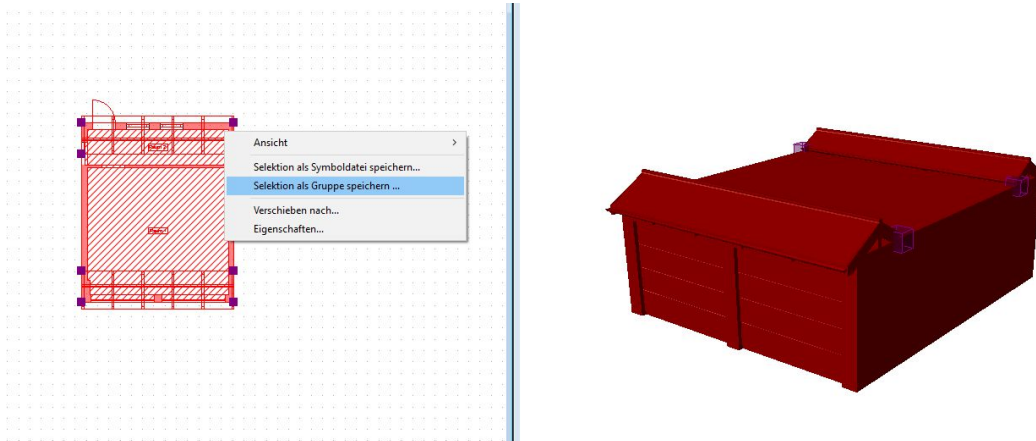 Ansicht
Selektion als Symboldatei speichern...
Selektion als Gruppe speichern ...
Verschieben nach...
Eigenschaften...